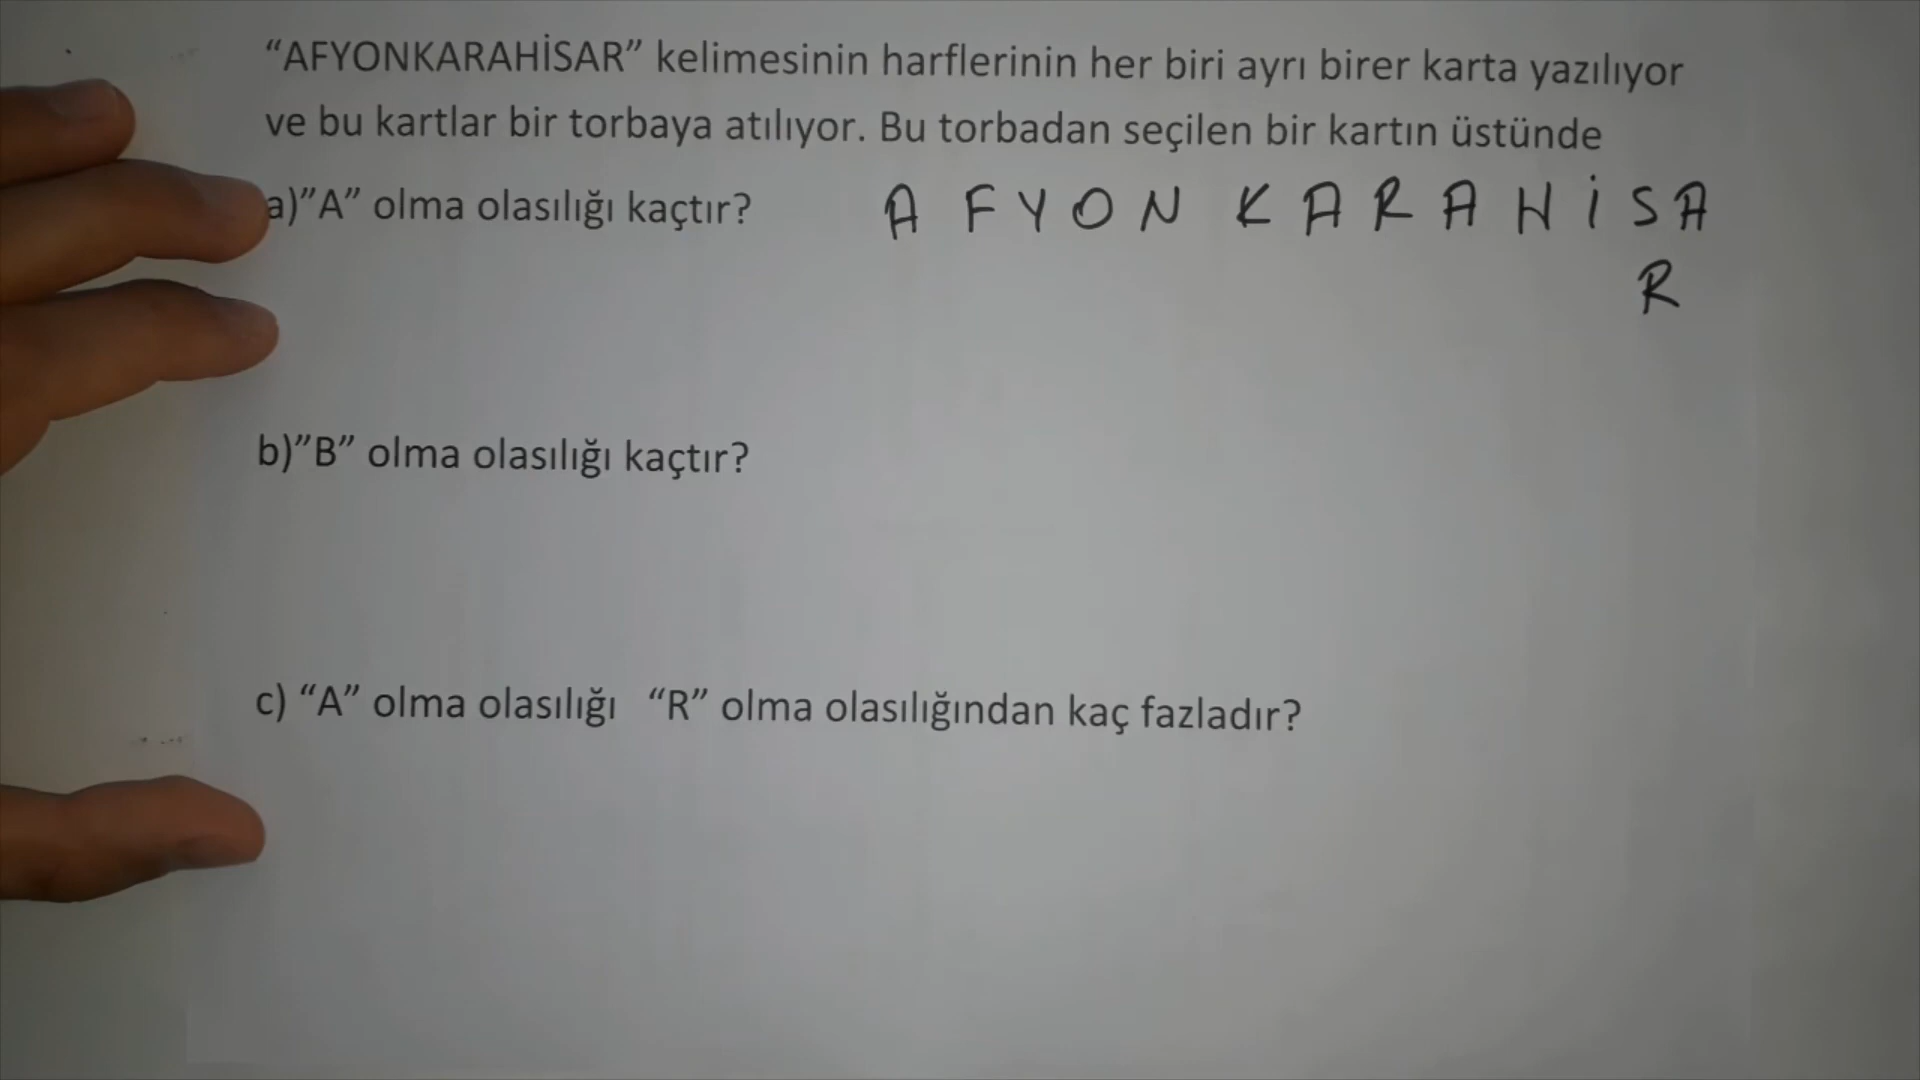 “AFYONKARAHİSAR” kelimesinin harflerinin her biri ayrı birer karta yazılıyor
ve bu kartlar bir torbaya atılıyor. Bu torbadan seçilen bir kartın üstünde
a)”A” olma olasılığı kaçtır?
A F Y O N K A R A H İ S A
R
b)”B” olma olasılığı kaçtır?
c) “A” olma olasılığı “R” olma olasılığından kaç fazladır?